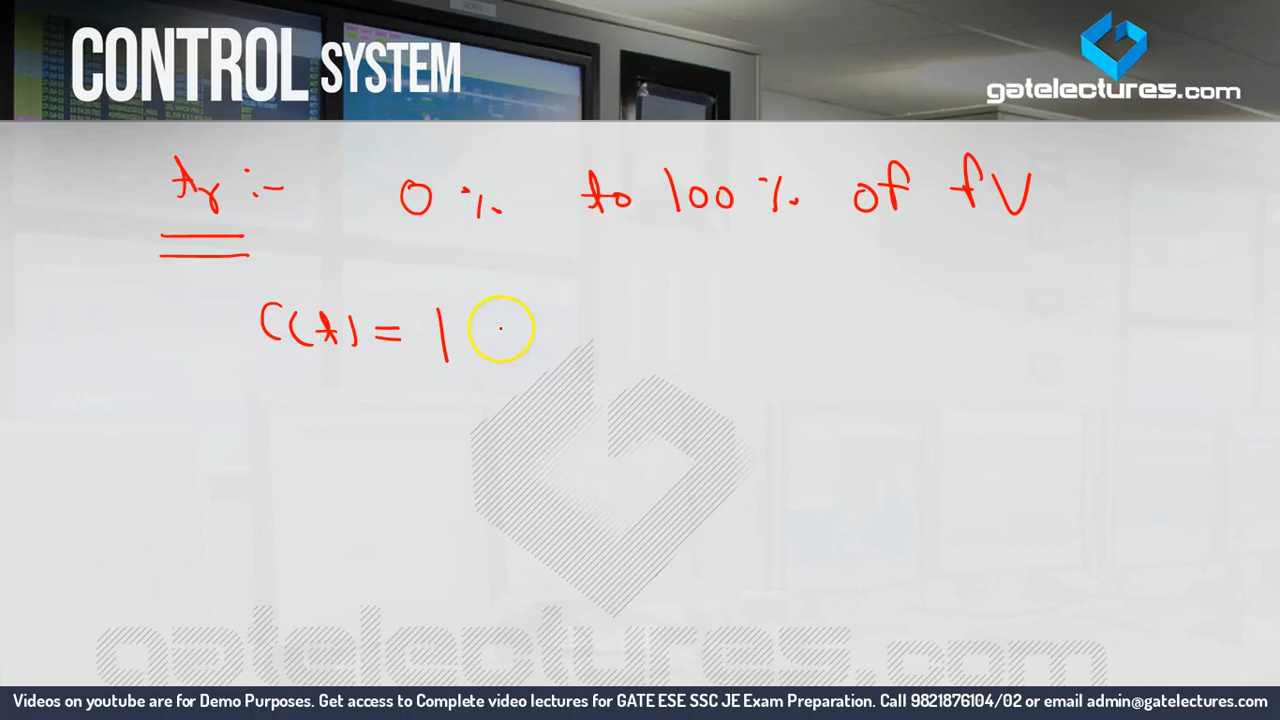 CONTROL SYSTEM
gatelectures.com
tr :- 0 % to 100 % of fV
C(t) = 1
gatelectures.com
Videos on youtube are for Demo Purposes. Get access to Complete video lectures for GATE ESE SSC JE Exam Preparation. Call 9821876104/02 or email admin@gatelectures.com